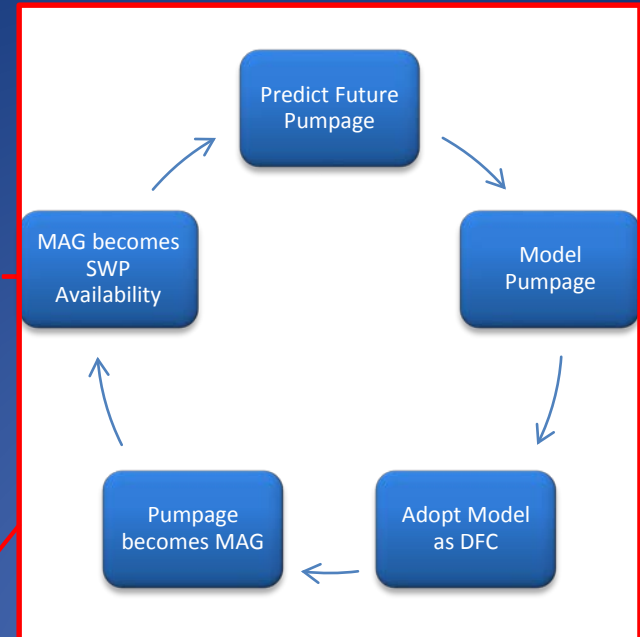 Predict Future
Pumpage
Model
Pumpage
Adopt Model
as DFC
Pumpage
becomes MAG
MAG becomes
SWP
Availability